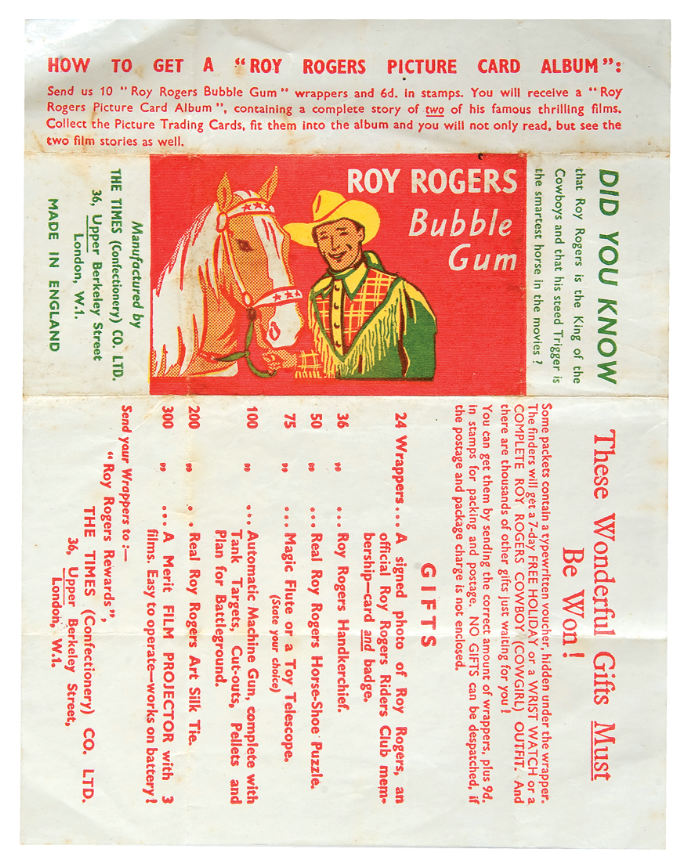 HOW TO GET A "ROY ROGERS PICTURE CARD ALBUM":
Send us 10 "Roy Rogers Bubble Gum" wrappers and 6d. in stamps. You will receive a "Roy
Rogers Picture Card Album", containing a complete story of two of his famous thrilling films.
Collect the Picture Trading Cards, fit them into the album and you will not only read, but see the
two film stories as well.
Manufactured by
THE TIMES (Confectionery) CO. LTD.
36, Upper Berkeley Street
London, W.1.
MADE IN ENGLAND
ROY ROGERS
Bubble
Gum
DID YOU KNOW
that Roy Rogers is the King of the
Cowboys and that his steed Trigger is
the smartest horse in the movies?
These Wonderful Gifts Must
Be Won!
Some packets contain a typewritten voucher, hidden under the wrapper.
The finders will get a 7-day FREE HOLIDAY or a WRIST WATCH or a
COMPLETE ROY ROGERS COWBOY (COWGIRL) OUTFIT. And
there are thousands of other gifts just waiting for you!
You can get them by sending the correct amount of wrappers, plus 9d.
in stamps for packing and postage. NO GIFTS can be despatched, if
the postage and package charge is not enclosed.
GIFTS
24 Wrappers... A signed photo of Roy Rogers, an
official Roy Rogers Riders Club mem-
bership—card and badge.
36 " ... Roy Rogers Handkerchief.
50 " ... Real Roy Rogers Horse-Shoe Puzzle.
75 " ... Magic Flute or a Toy Telescope.
(State your choice)
100 " ... Automatic Machine Gun, complete with
Tank Targets, Cut-outs, Pellets and
Plan for Battleground.
200 " ... Real Roy Rogers Art Silk Tie.
300 " ... A Merit FILM PROJECTOR with 3
films. Easy to operate—works on battery!
Send your Wrappers to:—
"Roy Rogers Rewards",
THE TIMES (Confectionery) CO. LTD.
36, Upper Berkeley Street,
London, W.1.